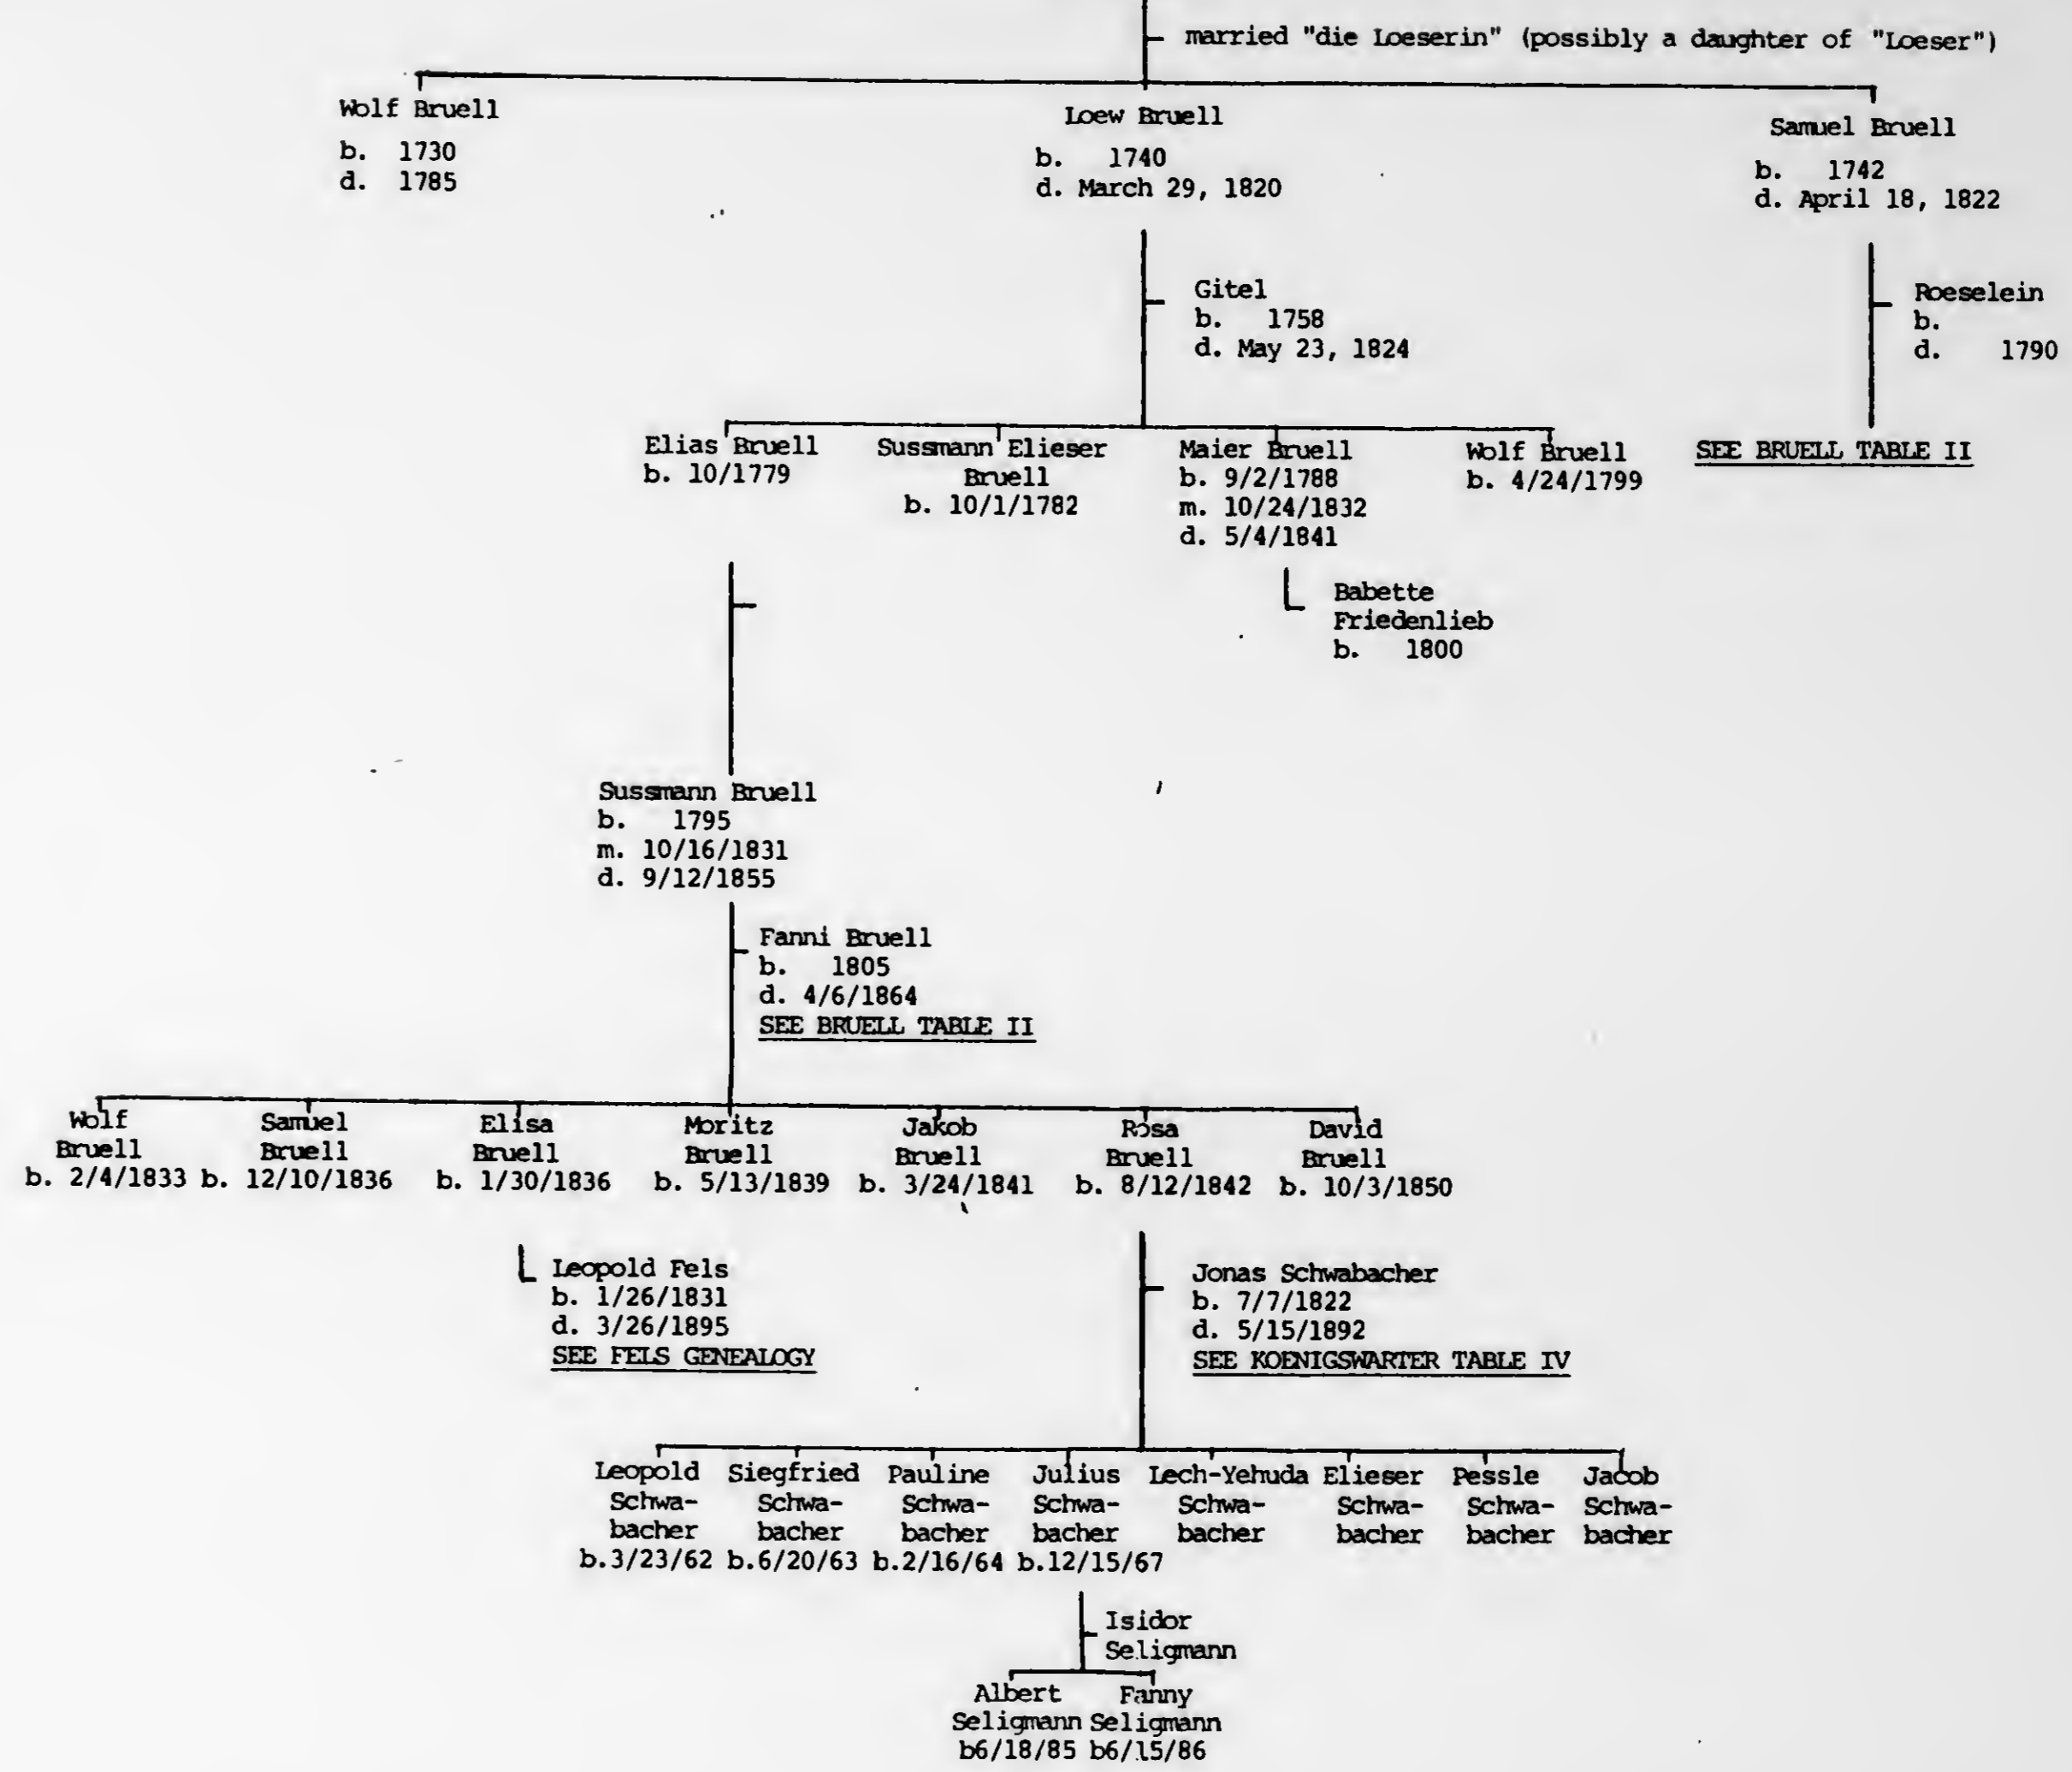 married "die Loeserin" (possibly a daughter of "Loeser")
Wolf Bruell
b. 1730
d. 1785
Loew Bruell
b. 1740
d. March 29, 1820
Samuel Bruell
b. 1742
d. April 18, 1822
Gitel
b. 1758
d. May 23, 1824
Roeselein
b.
d. 1790
Elias Bruell
b. 10/1779
Sussmann Elieser
Bruell
b. 10/1/1782
Maier Bruell
b. 9/2/1788
m. 10/24/1832
d. 5/4/1841
Wolf Bruell
b. 4/24/1799
SEE BRUELL TABLE II
Babette
Friedenlieb
b. 1800
Sussmann Bruell
b. 1795
m. 10/16/1831
d. 9/12/1855
Fanni Bruell
b. 1805
d. 4/6/1864
SEE BRUELL TABLE II
Wolf
Bruell
b. 2/4/1833
Samuel
Bruell
b. 12/10/1836
Elisa
Bruell
b. 1/30/1836
Moritz
Bruell
b. 5/13/1839
Jakob
Bruell
b. 3/24/1841
Rosa
Bruell
b. 8/12/1842
David
Bruell
b. 10/3/1850
Leopold Fels
b. 1/26/1831
d. 3/26/1895
SEE FELS GENEALOGY
Jonas Schwabacher
b. 7/7/1822
d. 5/15/1892
SEE KOENIGSWARTER TABLE IV
Leopold
Schwa-
bacher
b.3/23/62
Siegfried
Schwa-
bacher
b.6/20/63
Pauline
Schwa-
bacher
b.2/16/64
Julius
Schwa-
bacher
b.12/15/67
Lech-Yehuda
Schwa-
bacher
Elieser
Schwa-
bacher
Pessle
Schwa-
bacher
Jacob
Schwa-
bacher
Isidor
Seligmann
Albert
Seligmann
b6/18/85
Fanny
Seligmann
b6/15/86